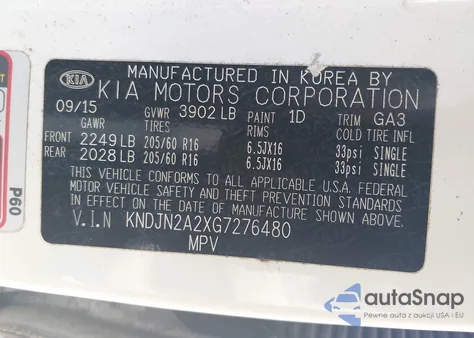 MANUFACTURED IN KOREA BY
KIA KIA MOTORS CORPORATION
09/15 GVWR 3902 LB PAINT 1D TRIM GA3
GAWR TIRES RIMS COLD TIRE INFL
FRONT 2249 LB 205/60 R16 6.5JX16 33psi SINGLE
REAR 2028 LB 205/60 R16 6.5JX16 33psi SINGLE
THIS VEHICLE CONFORMS TO ALL APPLICABLE U.S.A. FEDERAL
MOTOR VEHICLE SAFETY AND THEFT PREVENTION STANDARDS
IN EFFECT ON THE DATE OF MANUFACTURE SHOWN ABOVE.
V.I.N KNDJN2A2XG7276480
MPV
P60
autoSnap
Pewne auta z aukcji USA i EU